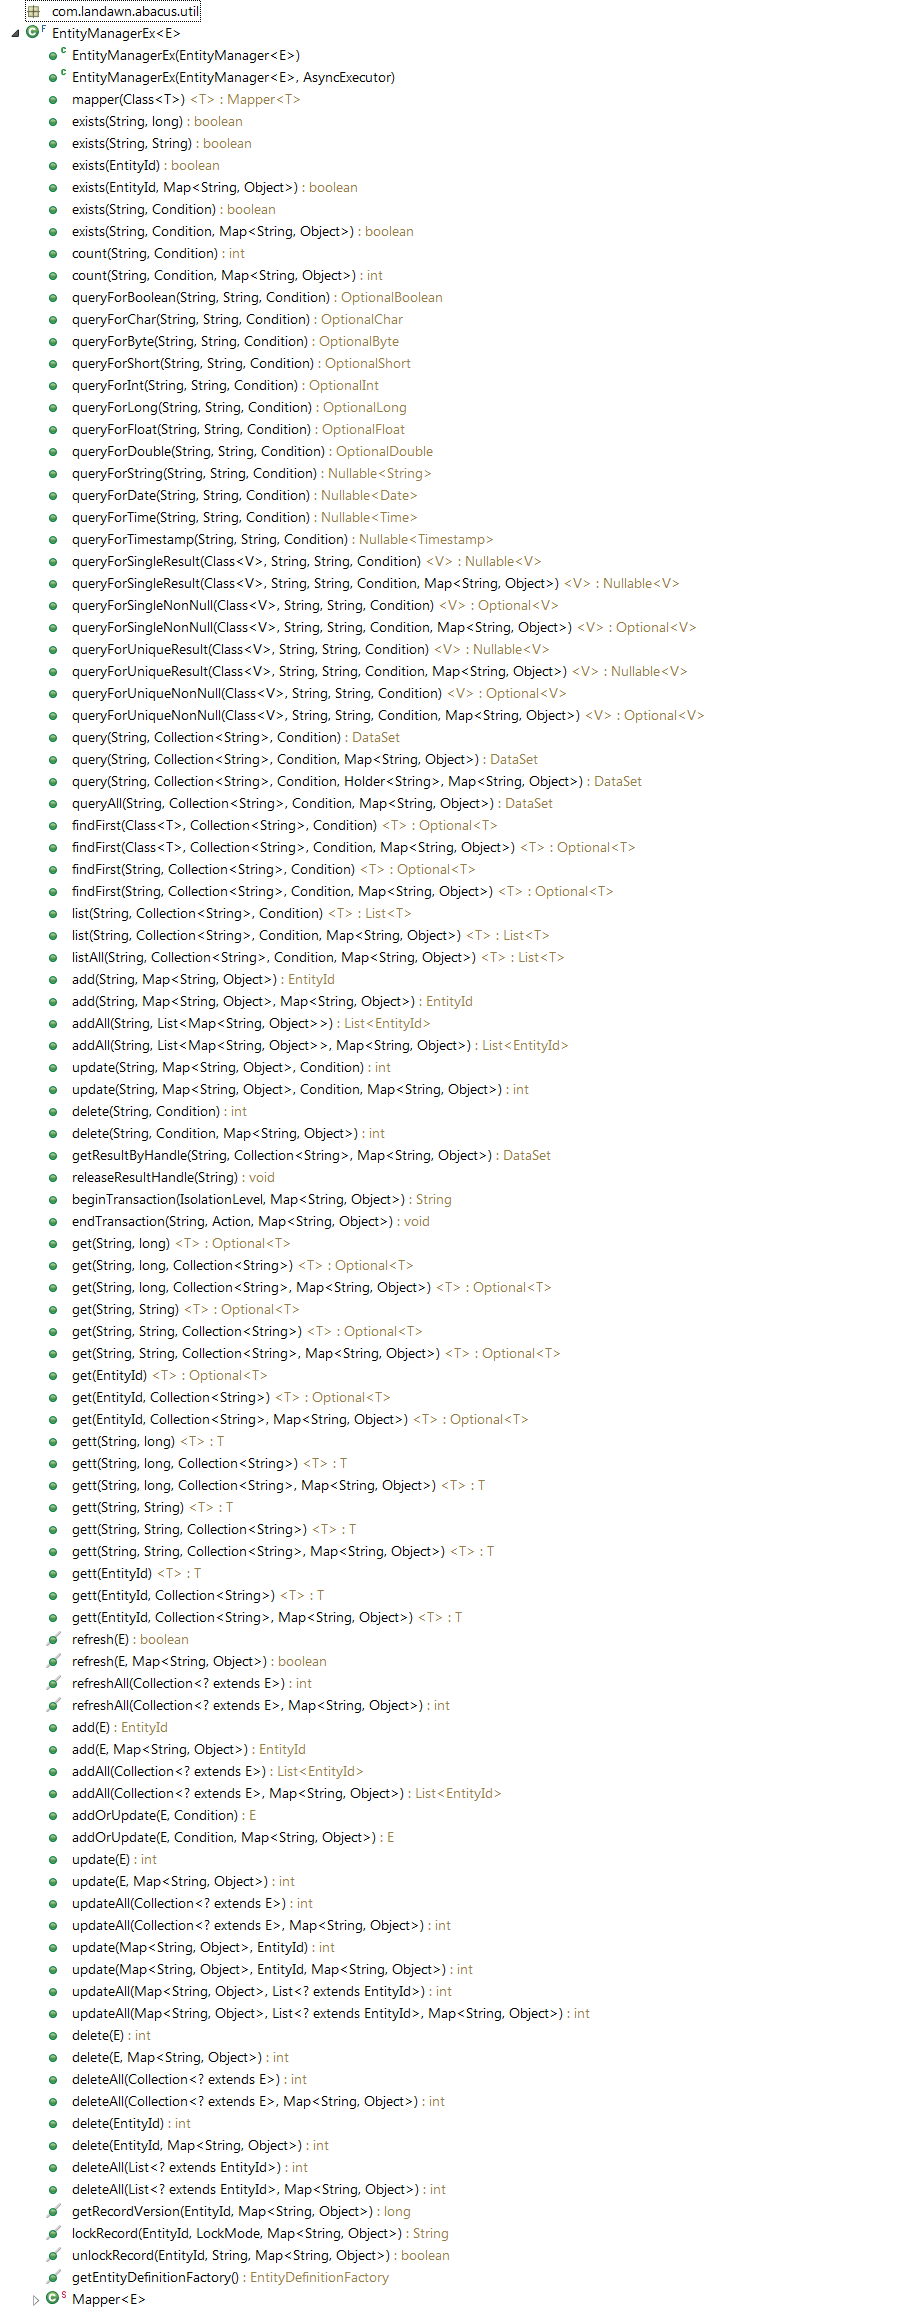 com.landawn.abacus.util
F EntityManagerEx<E>
C EntityManagerEx(EntityManager<E>)
C EntityManagerEx(EntityManager<E>, AsyncExecutor)
mapper(Class<T>) <T> : Mapper<T>
exists(String, long) : boolean
exists(String, String) : boolean
exists(EntityId) : boolean
exists(EntityId, Map<String, Object>) : boolean
exists(String, Condition) : boolean
exists(String, Condition, Map<String, Object>) : boolean
count(String, Condition) : int
count(String, Condition, Map<String, Object>) : int
queryForBoolean(String, String, Condition) : OptionalBoolean
queryForChar(String, String, Condition) : OptionalChar
queryForByte(String, String, Condition) : OptionalByte
queryForShort(String, String, Condition) : OptionalShort
queryForInt(String, String, Condition) : OptionalInt
queryForLong(String, String, Condition) : OptionalLong
queryForFloat(String, String, Condition) : OptionalFloat
queryForDouble(String, String, Condition) : OptionalDouble
queryForString(String, String, Condition) : Nullable<String>
queryForDate(String, String, Condition) : Nullable<Date>
queryForTime(String, String, Condition) : Nullable<Time>
queryForTimestamp(String, String, Condition) : Nullable<Timestamp>
queryForSingleResult(Class<V>, String, String, Condition) <V> : Nullable<V>
queryForSingleResult(Class<V>, String, String, Condition, Map<String, Object>) <V> : Nullable<V>
queryForSingleNonNull(Class<V>, String, String, Condition) <V> : Optional<V>
queryForSingleNonNull(Class<V>, String, String, Condition, Map<String, Object>) <V> : Optional<V>
queryForUniqueResult(Class<V>, String, String, Condition) <V> : Nullable<V>
queryForUniqueResult(Class<V>, String, String, Condition, Map<String, Object>) <V> : Nullable<V>
queryForUniqueNonNull(Class<V>, String, String, Condition) <V> : Optional<V>
queryForUniqueNonNull(Class<V>, String, String, Condition, Map<String, Object>) <V> : Optional<V>
query(String, Collection<String>, Condition) : DataSet
query(String, Collection<String>, Condition, Map<String, Object>) : DataSet
query(String, Collection<String>, Condition, Holder<String>, Map<String, Object>) : DataSet
queryAll(String, Collection<String>, Condition, Map<String, Object>) : DataSet
findFirst(Class<T>, Collection<String>, Condition) <T> : Optional<T>
findFirst(Class<T>, Collection<String>, Condition, Map<String, Object>) <T> : Optional<T>
findFirst(String, Collection<String>, Condition) <T> : Optional<T>
findFirst(String, Collection<String>, Condition, Map<String, Object>) <T> : Optional<T>
list(String, Collection<String>, Condition) <T> : List<T>
list(String, Collection<String>, Condition, Map<String, Object>) <T> : List<T>
listAll(String, Collection<String>, Condition, Map<String, Object>) <T> : List<T>
add(String, Map<String, Object>) : EntityId
add(String, Map<String, Object>, Map<String, Object>) : EntityId
addAll(String, List<Map<String, Object>>) : List<EntityId>
addAll(String, List<Map<String, Object>>, Map<String, Object>) : List<EntityId>
update(String, Map<String, Object>, Condition) : int
update(String, Map<String, Object>, Condition, Map<String, Object>) : int
delete(String, Condition) : int
delete(String, Condition, Map<String, Object>) : int
getResultByHandle(String, Collection<String>, Map<String, Object>) : DataSet
releaseResultHandle(String) : void
beginTransaction(IsolationLevel, Map<String, Object>) : String
endTransaction(String, Action, Map<String, Object>) : void
get(String, long) <T> : Optional<T>
get(String, long, Collection<String>) <T> : Optional<T>
get(String, long, Collection<String>, Map<String, Object>) <T> : Optional<T>
get(String, String) <T> : Optional<T>
get(String, String, Collection<String>) <T> : Optional<T>
get(String, String, Collection<String>, Map<String, Object>) <T> : Optional<T>
get(EntityId) <T> : Optional<T>
get(EntityId, Collection<String>) <T> : Optional<T>
get(EntityId, Collection<String>, Map<String, Object>) <T> : Optional<T>
gett(String, long) <T> : T
gett(String, long, Collection<String>) <T> : T
gett(String, long, Collection<String>, Map<String, Object>) <T> : T
gett(String, String) <T> : T
gett(String, String, Collection<String>) <T> : T
gett(String, String, Collection<String>, Map<String, Object>) <T> : T
gett(EntityId) <T> : T
gett(EntityId, Collection<String>) <T> : T
gett(EntityId, Collection<String>, Map<String, Object>) <T> : T
refresh(E) : boolean
refresh(E, Map<String, Object>) : boolean
refreshAll(Collection<? extends E>) : int
refreshAll(Collection<? extends E>, Map<String, Object>) : int
add(E) : EntityId
add(E, Map<String, Object>) : EntityId
addAll(Collection<? extends E>) : List<EntityId>
addAll(Collection<? extends E>, Map<String, Object>) : List<EntityId>
addOrUpdate(E, Condition) : E
addOrUpdate(E, Condition, Map<String, Object>) : E
update(E) : int
update(E, Map<String, Object>) : int
updateAll(Collection<? extends E>) : int
updateAll(Collection<? extends E>, Map<String, Object>) : int
update(Map<String, Object>, EntityId) : int
update(Map<String, Object>, EntityId, Map<String, Object>) : int
updateAll(Map<String, Object>, List<? extends EntityId>) : int
updateAll(Map<String, Object>, List<? extends EntityId>, Map<String, Object>) : int
delete(E) : int
delete(E, Map<String, Object>) : int
deleteAll(Collection<? extends E>) : int
deleteAll(Collection<? extends E>, Map<String, Object>) : int
delete(EntityId) : int
delete(EntityId, Map<String, Object>) : int
deleteAll(List<? extends EntityId>) : int
deleteAll(List<? extends EntityId>, Map<String, Object>) : int
getRecordVersion(EntityId, Map<String, Object>) : long
lockRecord(EntityId, LockMode, Map<String, Object>) : String
unlockRecord(EntityId, String, Map<String, Object>) : boolean
getEntityDefinitionFactory() : EntityDefinitionFactory
S Mapper<E>